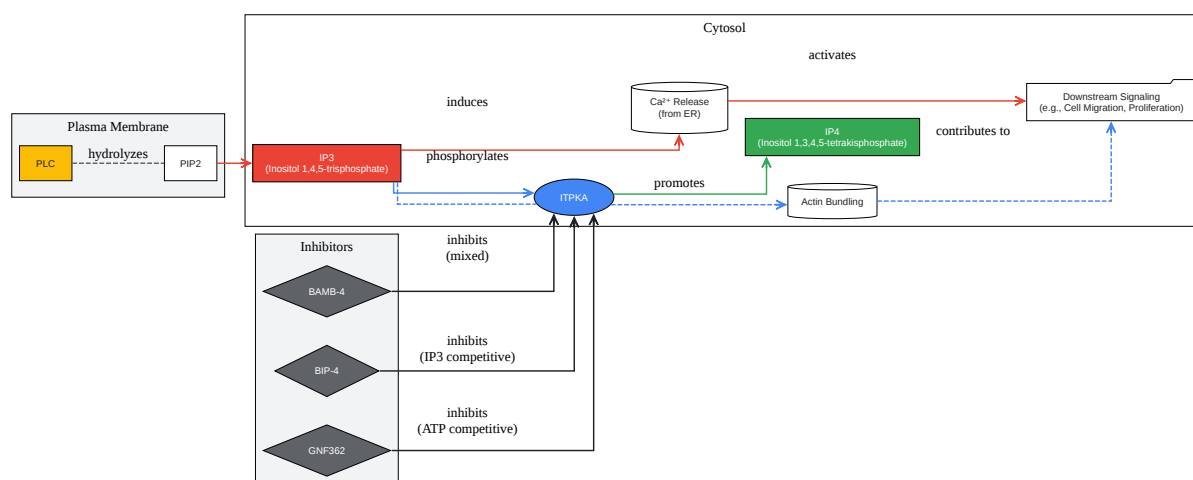 Cytosol
activates
induces
Ca²⁺ Release
(from ER)
Downstream Signaling
(e.g., Cell Migration, Proliferation)
Plasma Membrane
PLC
hydrolyzes
PIP2
IP3
(Inositol 1,4,5-trisphosphate)
phosphorylates
IP4
(Inositol 1,3,4,5-tetrakisphosphate)
contributes to
ITPKA
promotes
Actin Bundling
Inhibitors
inhibits
(mixed)
BAMB-4
inhibits
(IP3 competitive)
BIP-4
inhibits
(ATP competitive)
GNF362